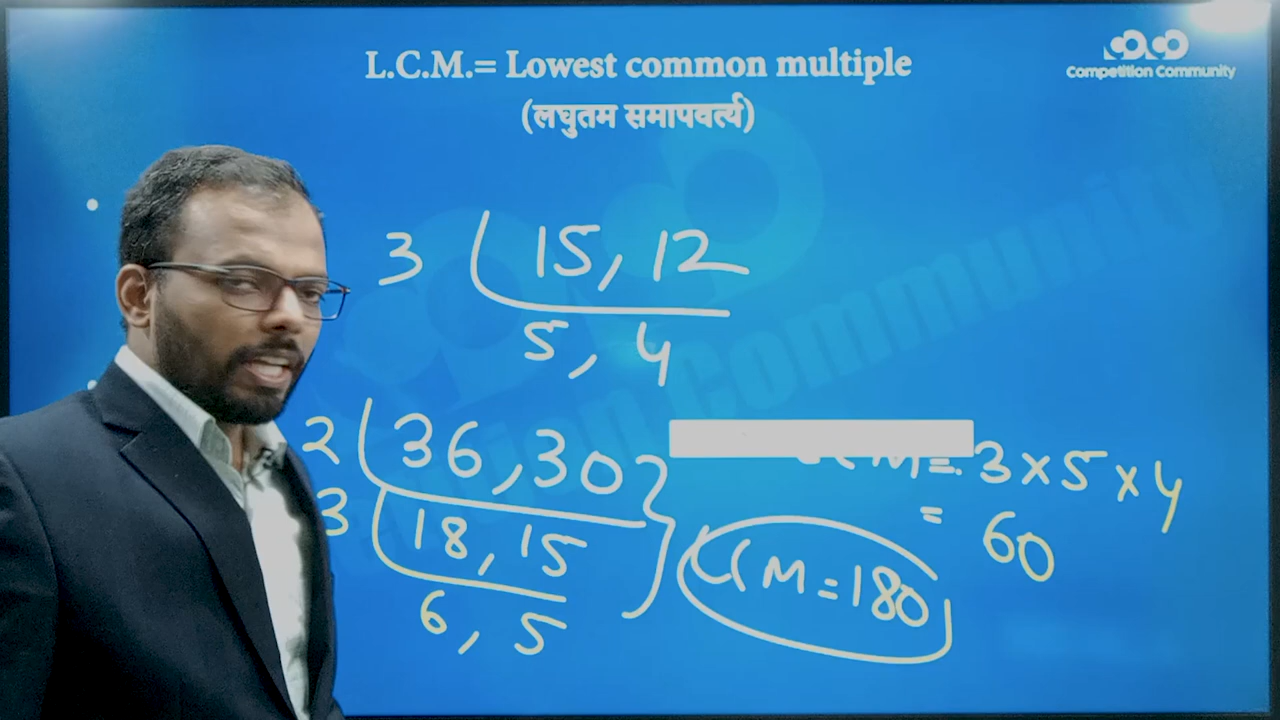 L.C.M.= Lowest common multiple
(लघुतम समापवर्त्य)
Competition Community
3 15, 12
5, 4
2 36, 30
3 18, 15
6, 5
LCM = 3 x 5 x 4
= 60
LCM = 180